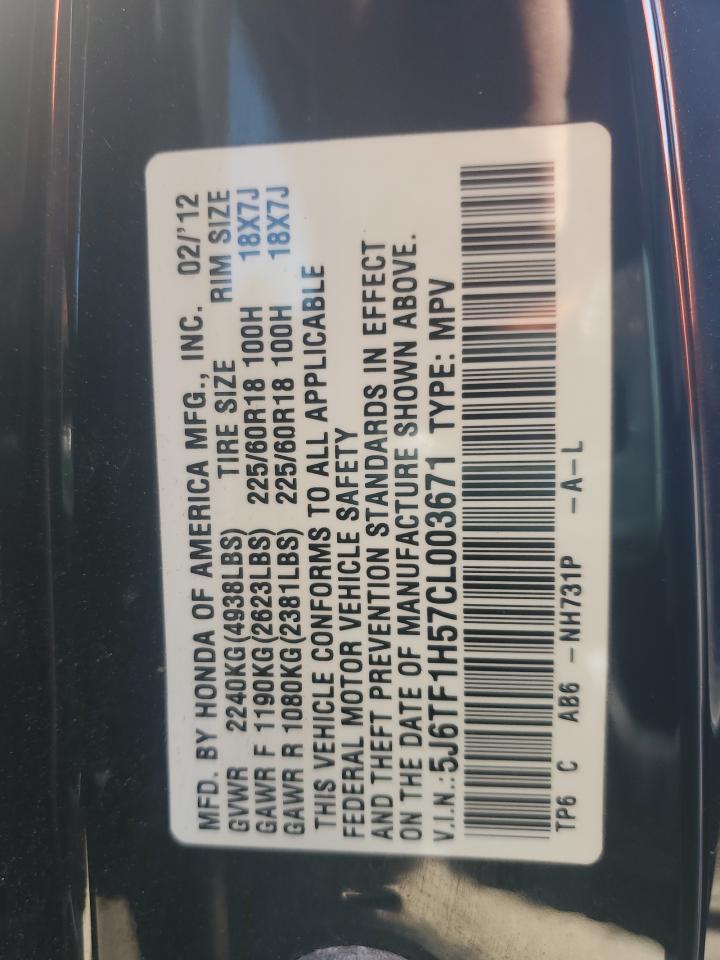 MFD. BY HONDA OF AMERICA MFG., INC. 02/'12
GVWR 2240KG(4938LBS) TIRE SIZE RIM SIZE
GAWR F 1190KG(2623LBS) 225/60R18 100H 18X7J
GAWR R 1080KG(2381LBS) 225/60R18 100H 18X7J
THIS VEHICLE CONFORMS TO ALL APPLICABLE
FEDERAL MOTOR VEHICLE SAFETY
AND THEFT PREVENTION STANDARDS IN EFFECT
ON THE DATE OF MANUFACTURE SHOWN ABOVE.
V.I.N.:5J6TF1H57CL003671 TYPE: MPV
TP6 C AB6 -NH731P -A-L